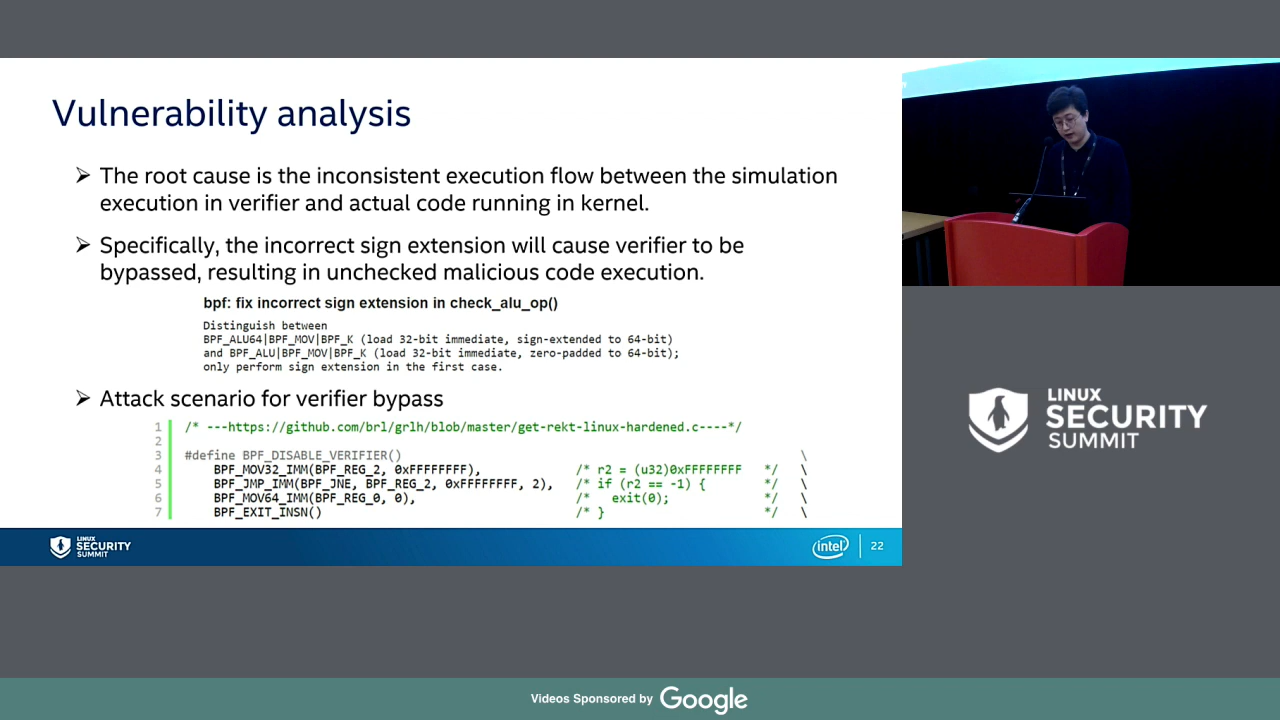 Vulnerability analysis
➢ The root cause is the inconsistent execution flow between the simulation
execution in verifier and actual code running in kernel.
➢ Specifically, the incorrect sign extension will cause verifier to be
bypassed, resulting in unchecked malicious code execution.
bpf: fix incorrect sign extension in check_alu_op()
Distinguish between
BPF_ALU64|BPF_MOV|BPF_K (load 32-bit immediate, sign-extended to 64-bit)
and BPF_ALU|BPF_MOV|BPF_K (load 32-bit immediate, zero-padded to 64-bit);
only perform sign extension in the first case.
➢ Attack scenario for verifier bypass
1 /* ---https://github.com/brl/grlh/blob/master/get-rekt-linux-hardened.c----*/
2
3 #define BPF_DISABLE_VERIFIER() \
4 BPF_MOV32_IMM(BPF_REG_2, 0xFFFFFFFF), /* r2 = (u32)0xFFFFFFFF */ \
5 BPF_JMP_IMM(BPF_JNE, BPF_REG_2, 0xFFFFFFFF, 2), /* if (r2 == -1) { */ \
6 BPF_MOV64_IMM(BPF_REG_0, 0), /* exit(0); */ \
7 BPF_EXIT_INSN() /* } */ \
LINUX
SECURITY
SUMMIT
intel
22
LINUX
SECURITY
SUMMIT
Videos Sponsored by Google